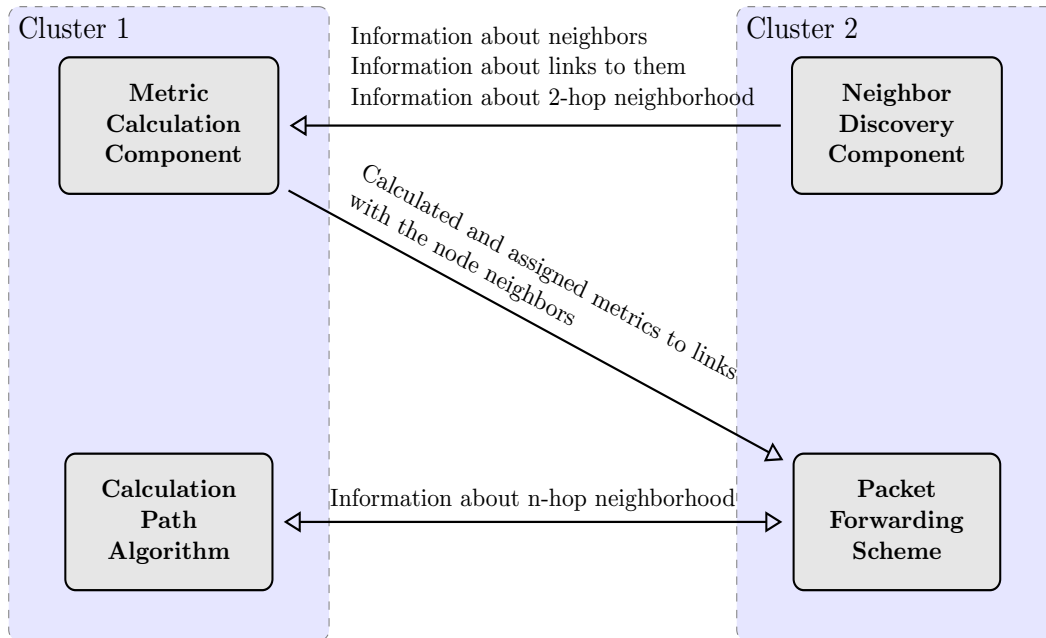 Cluster 1
Metric
Calculation
Component
Information about neighbors
Information about links to them
Information about 2-hop neighborhood
Cluster 2
Neighbor
Discovery
Component
Calculated and assigned metrics to links
with the node neighbors
Calculation
Path
Algorithm
Information about n-hop neighborhood
Packet
Forwarding
Scheme